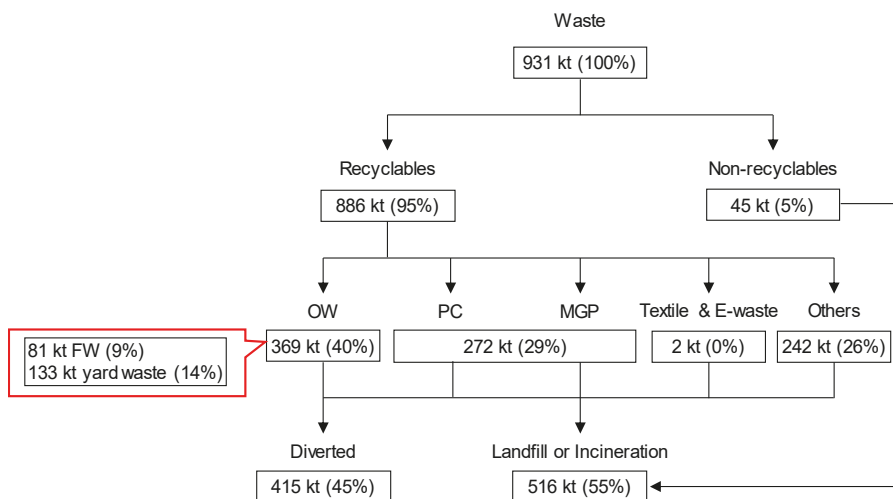 Waste
931 kt (100%)
Recyclables
Non-recyclables
886 kt (95%)
45 kt (5%)
OW
PC
MGP
Textile & E-waste
Others
81 kt FW (9%)
133 kt yard waste (14%)
369 kt (40%)
272 kt (29%)
2 kt (0%)
242 kt (26%)
Diverted
Landfill or Incineration
415 kt (45%)
516 kt (55%)